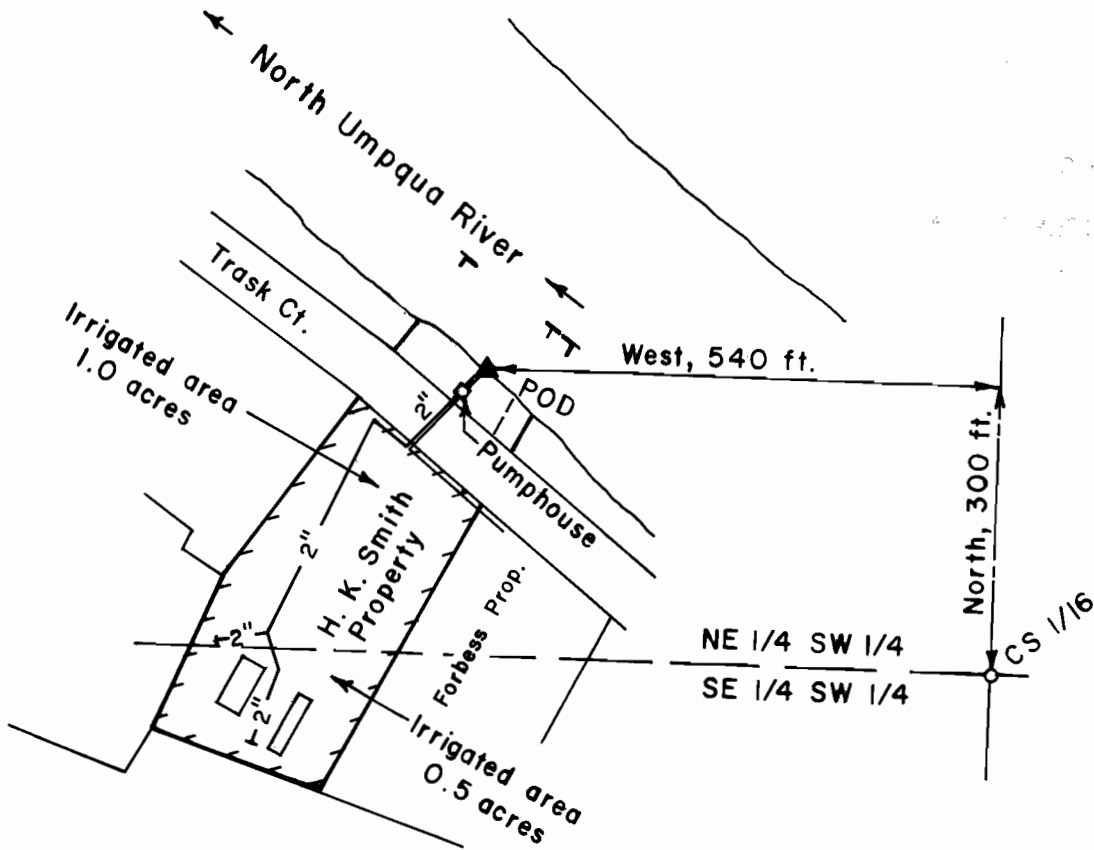 North Umpqua River
Trask Ct.
Irrigated area
1.0 acres
West, 540 ft.
POD
2"
Pumphouse
North, 300 ft.
2"
H. K. Smith
Property
Forbess Prop.
CS 1/16
2"
NE 1/4 SW 1/4
SE 1/4 SW 1/4
2"
Irrigated area
0.5 acres